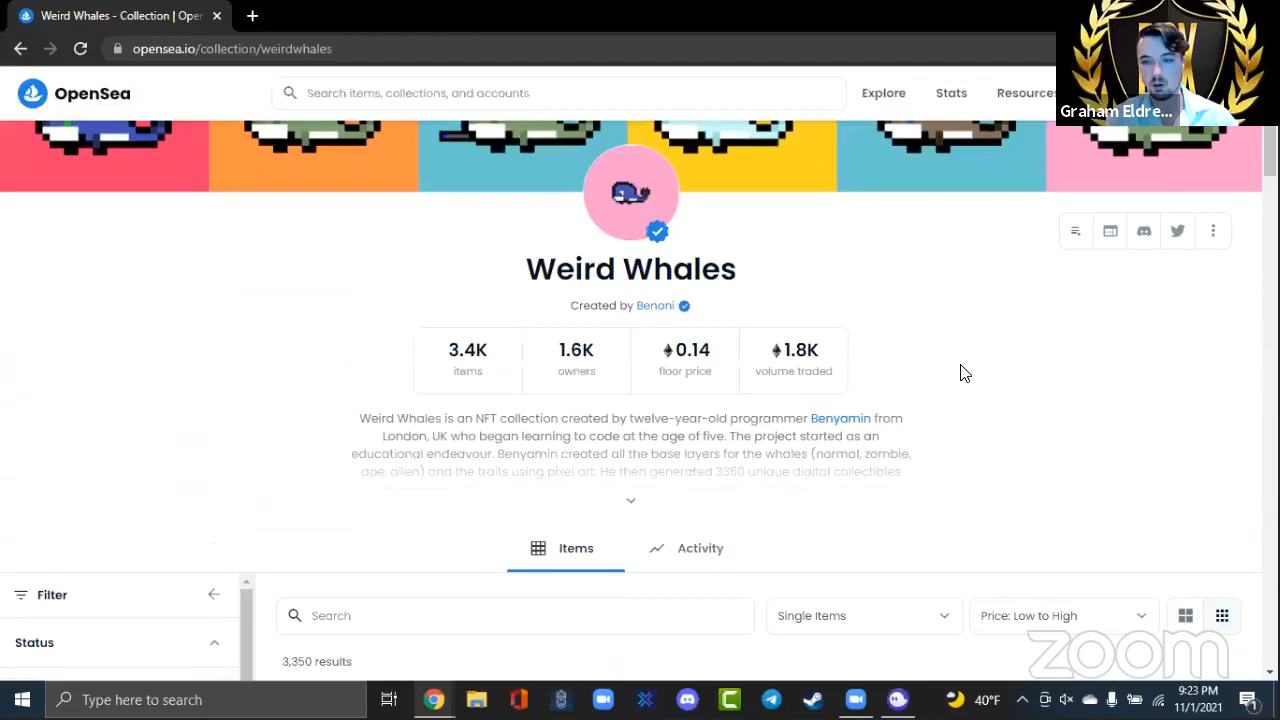 Weird Whales - Collection | Oper
opensea.io/collection/weirdwhales
Graham Eldre...
OpenSea
Search items, collections, and accounts
Explore
Stats
Resources
Weird Whales
Created by Benoni
3.4K
items
1.6K
owners
0.14
floor price
1.8K
volume traded
Weird Whales is an NFT collection created by twelve-year-old programmer Benyamin from
London, UK who began learning to code at the age of five. The project started as an
educational endeavour. Benyamin created all the base layers for the whales (normal, zombie,
ape, alien) and the traits using pixel art. He then generated 3350 unique digital collectibles
Items
Activity
Filter
Status
Search
Single Items
Price: Low to High
3,350 results
zoom
Type here to search
40°F
9:23 PM
11/1/2021
1